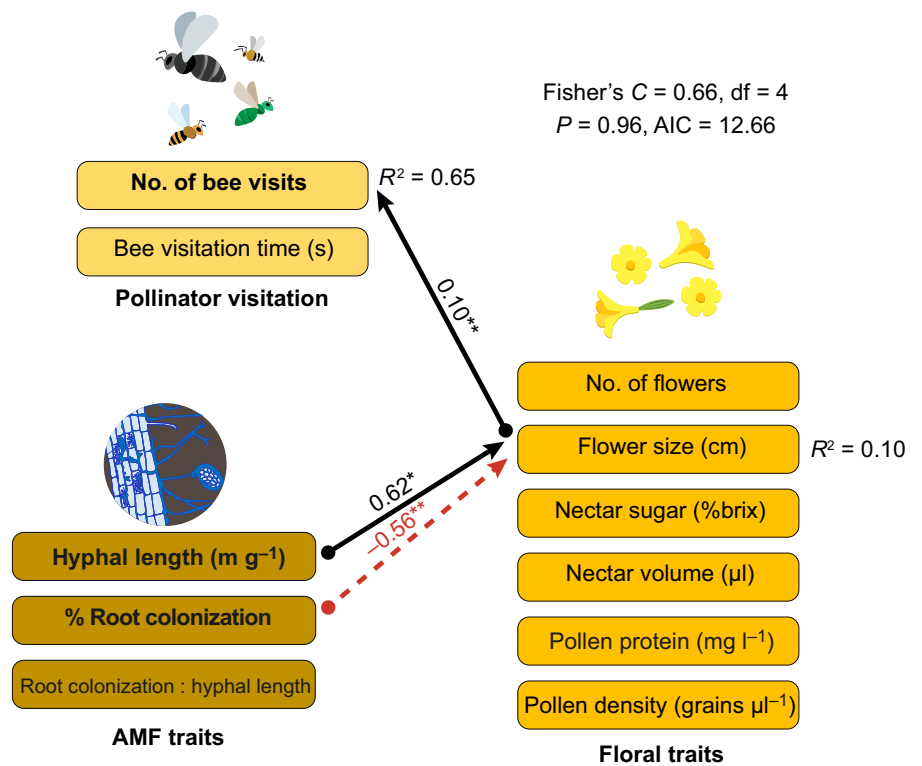 Fisher's C = 0.66, df = 4
P = 0.96, AIC = 12.66
No. of bee visits
R² = 0.65
Bee visitation time (s)
Pollinator visitation
0.10**
No. of flowers
Flower size (cm)
R² = 0.10
Nectar sugar (%brix)
Nectar volume (µl)
Pollen protein (mg l⁻¹)
Pollen density (grains µl⁻¹)
Floral traits
0.62*
−0.56**
Hyphal length (m g⁻¹)
% Root colonization
Root colonization : hyphal length
AMF traits